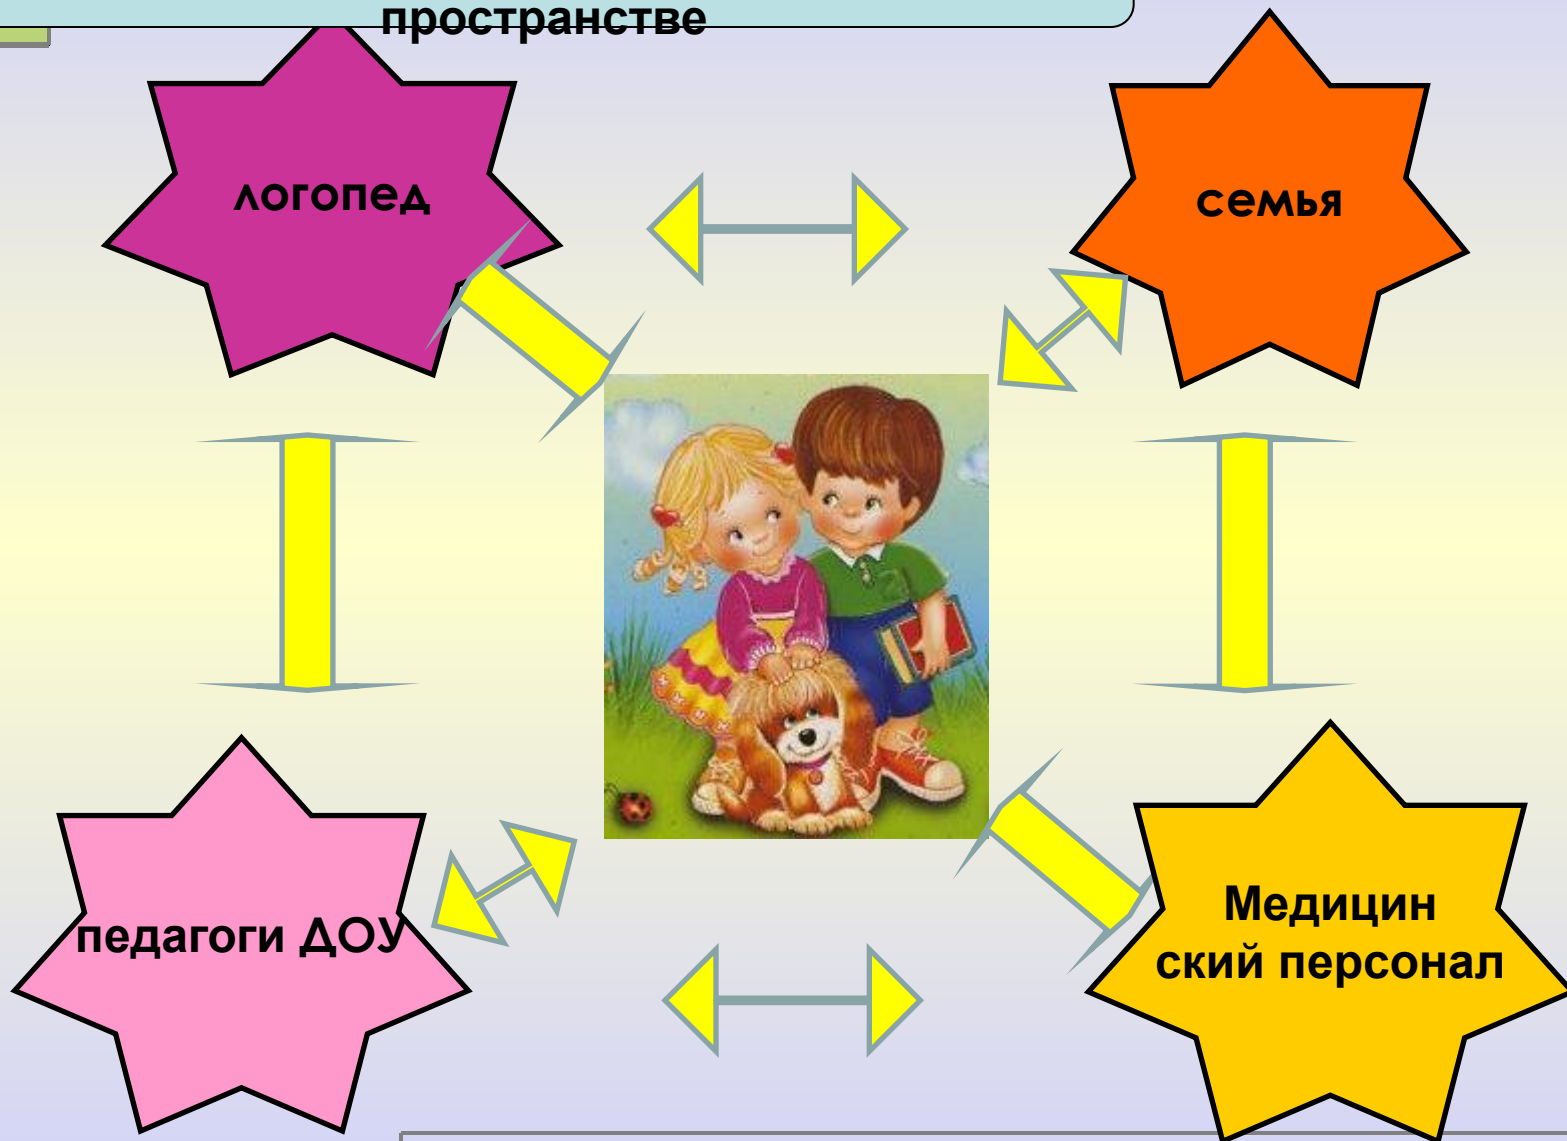 пространстве
логопед
семья
педагоги ДОУ
Медицин
ский персонал